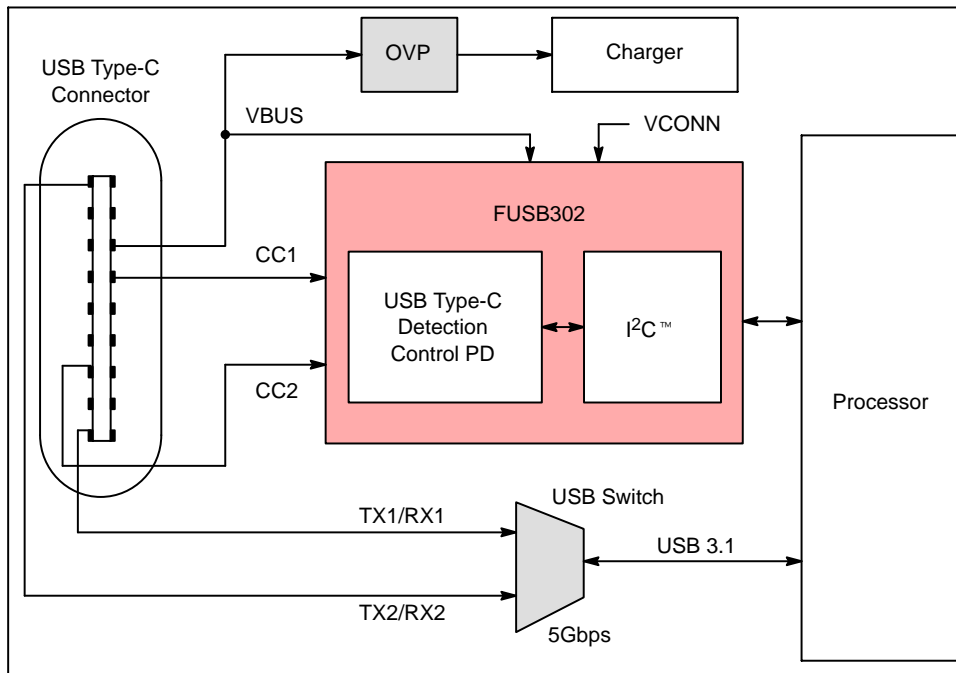 OVP
Charger
USB Type-C
Connector
VBUS
VCONN
FUSB302
CC1
USB Type-C
Detection
Control PD
I²C™
CC2
Processor
USB Switch
TX1/RX1
USB 3.1
TX2/RX2
5Gbps